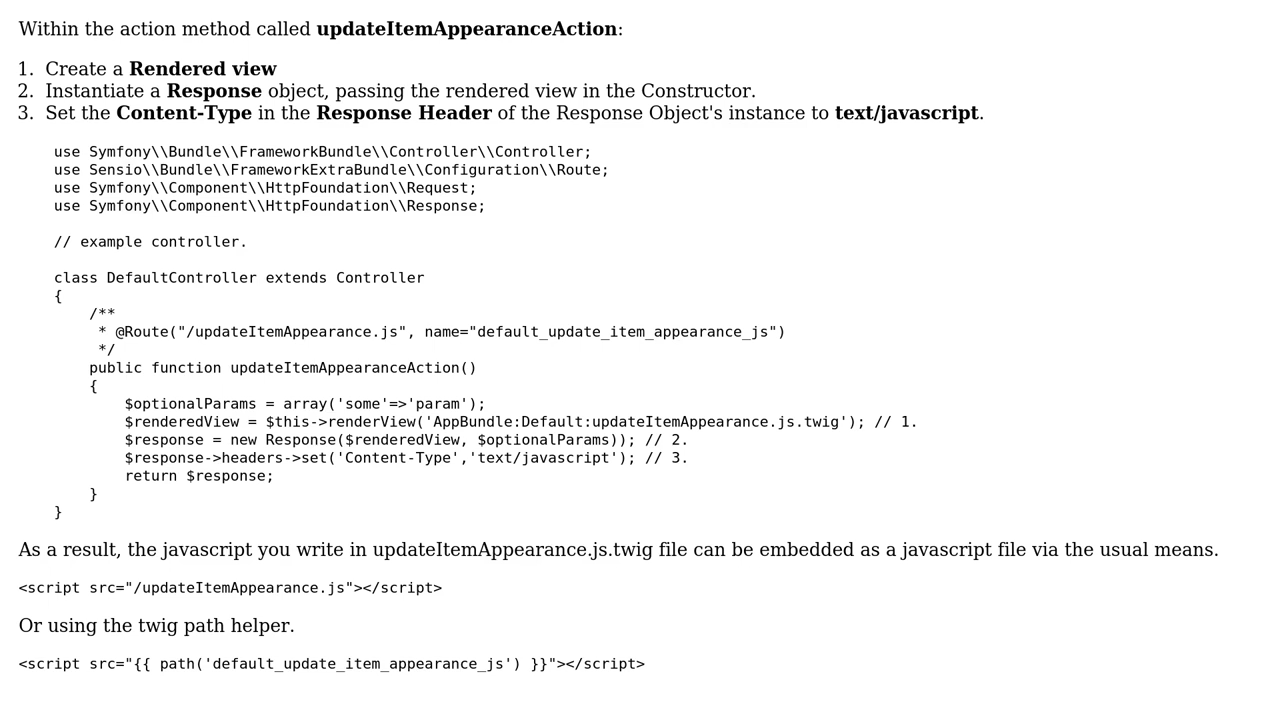 Within the action method called updateItemAppearanceAction:
1. Create a Rendered view
2. Instantiate a Response object, passing the rendered view in the Constructor.
3. Set the Content-Type in the Response Header of the Response Object's instance to text/javascript.
use Symfony\\Bundle\\FrameworkBundle\\Controller\\Controller;
use Sensio\\Bundle\\FrameworkExtraBundle\\Configuration\\Route;
use Symfony\\Component\\HttpFoundation\\Request;
use Symfony\\Component\\HttpFoundation\\Response;
// example controller.
class DefaultController extends Controller
{
    /**
     * @Route("/updateItemAppearance.js", name="default_update_item_appearance_js")
     */
    public function updateItemAppearanceAction()
    {
        $optionalParams = array('some'=>'param');
        $renderedView = $this->renderView('AppBundle:Default:updateItemAppearance.js.twig'); // 1.
        $response = new Response($renderedView, $optionalParams)); // 2.
        $response->headers->set('Content-Type','text/javascript'); // 3.
        return $response;
    }
}
As a result, the javascript you write in updateItemAppearance.js.twig file can be embedded as a javascript file via the usual means.
<script src="/updateItemAppearance.js"></script>
Or using the twig path helper.
<script src="{{ path('default_update_item_appearance_js') }}"></script>